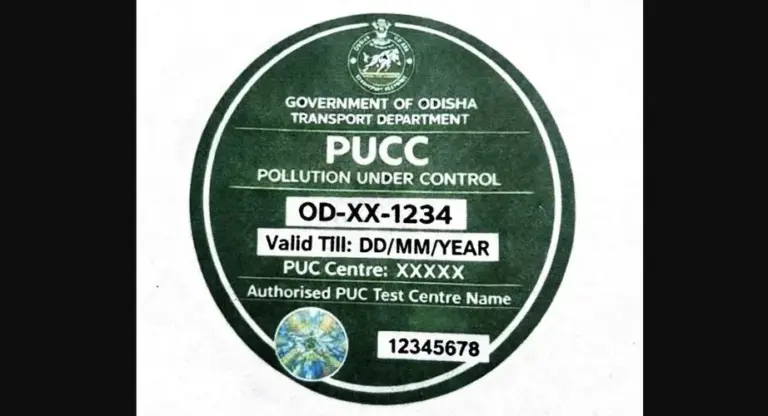 GOVERNMENT OF ODISHA
TRANSPORT DEPARTMENT
PUCC
POLLUTION UNDER CONTROL
OD-XX-1234
Valid Till: DD/MM/YEAR
PUC Centre: XXXXX
Authorised PUC Test Centre Name
12345678